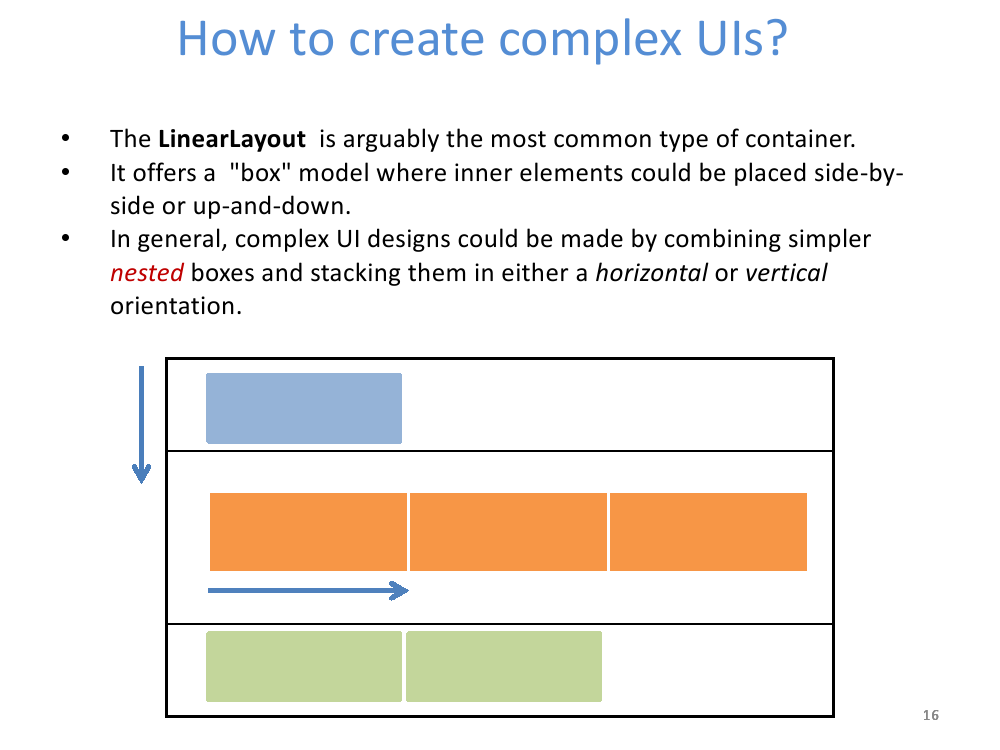 How to create complex UIs?
• The LinearLayout is arguably the most common type of container.
• It offers a "box" model where inner elements could be placed side-by-
side or up-and-down.
• In general, complex UI designs could be made by combining simpler
nested boxes and stacking them in either a horizontal or vertical
orientation.
16